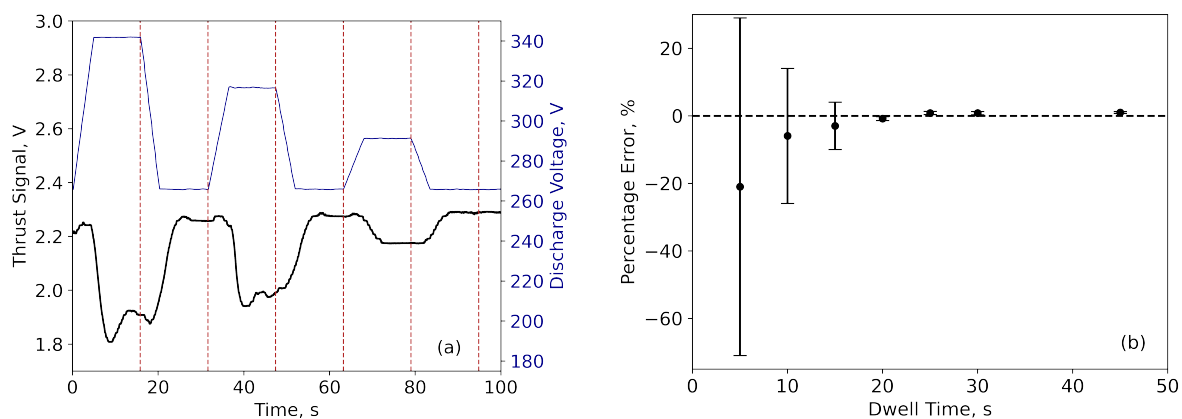 3.0
2.8
2.6
2.4
2.2
2.0
1.8
Thrust Signal, V
0 20 40 60 80 100
Time, s
340
320
300
280
260
240
220
200
180
Discharge Voltage, V
(a)
20
0
−20
−40
−60
Percentage Error, %
0 10 20 30 40 50
Dwell Time, s
(b)